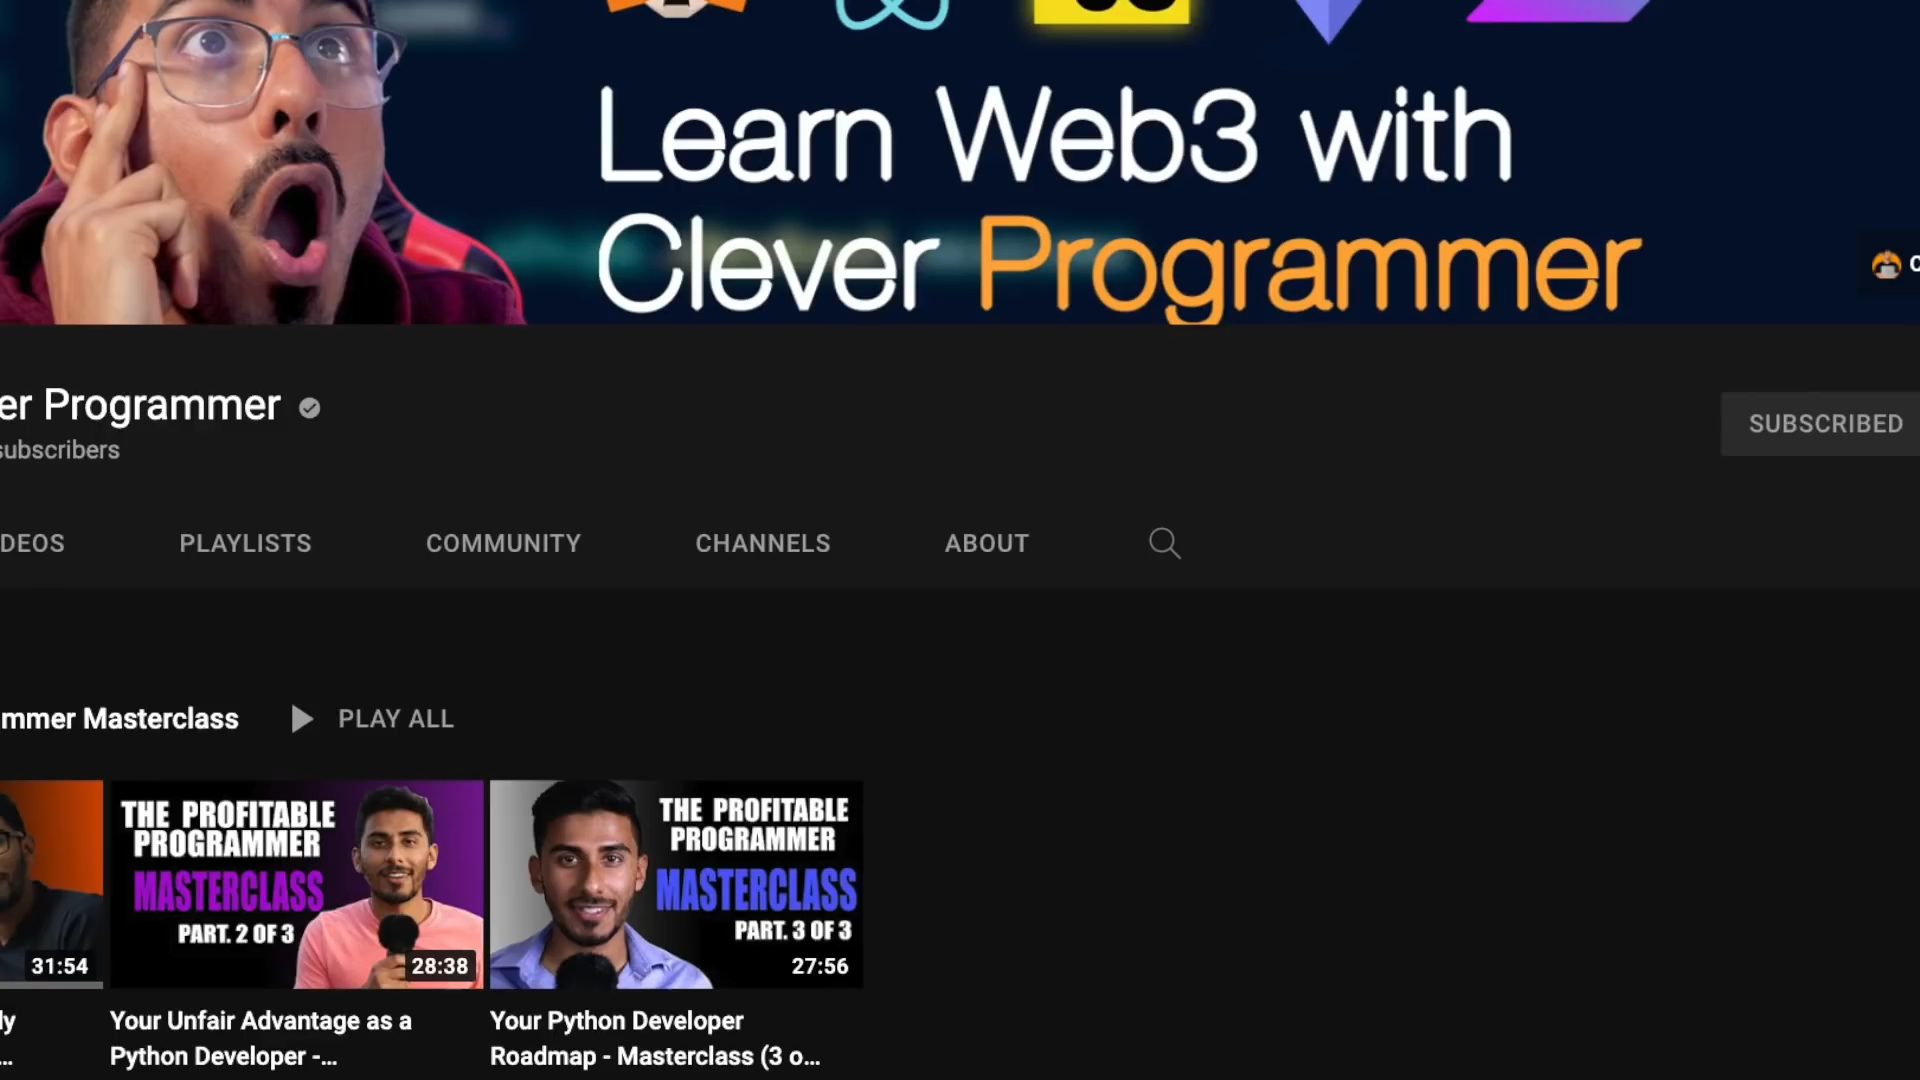 Learn Web3 with
Clever Programmer
er Programmer
subscribers
SUBSCRIBED
DEOS
PLAYLISTS
COMMUNITY
CHANNELS
ABOUT
mmer Masterclass
PLAY ALL
31:54
THE PROFITABLE
PROGRAMMER
MASTERCLASS
PART. 2 OF 3
28:38
THE PROFITABLE
PROGRAMMER
MASTERCLASS
PART. 3 OF 3
27:56
ly
...
Your Unfair Advantage as a
Python Developer -...
Your Python Developer
Roadmap - Masterclass (3 o...